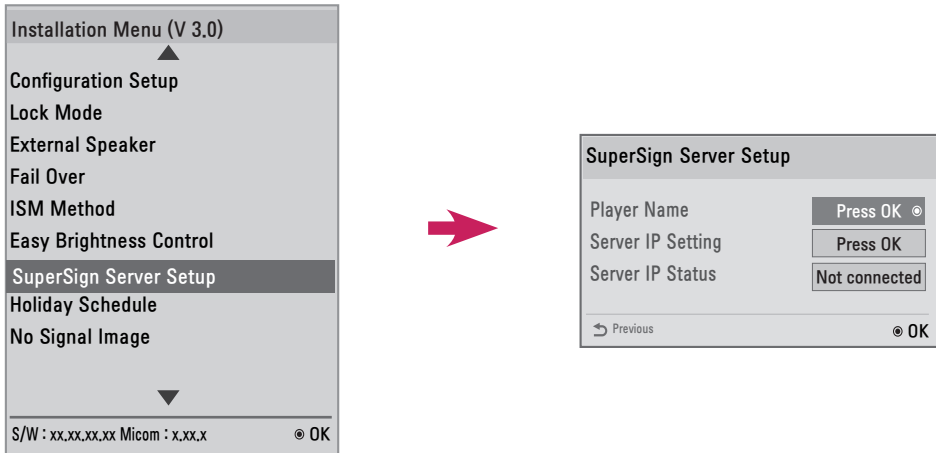 Installation Menu (V 3.0)
Configuration Setup
Lock Mode
External Speaker
Fail Over
ISM Method
Easy Brightness Control
SuperSign Server Setup
Holiday Schedule
No Signal Image
S/W : xx.xx.xx.xx Micom : x.xx.x OK
SuperSign Server Setup
Player Name Press OK
Server IP Setting Press OK
Server IP Status Not connected
Previous OK